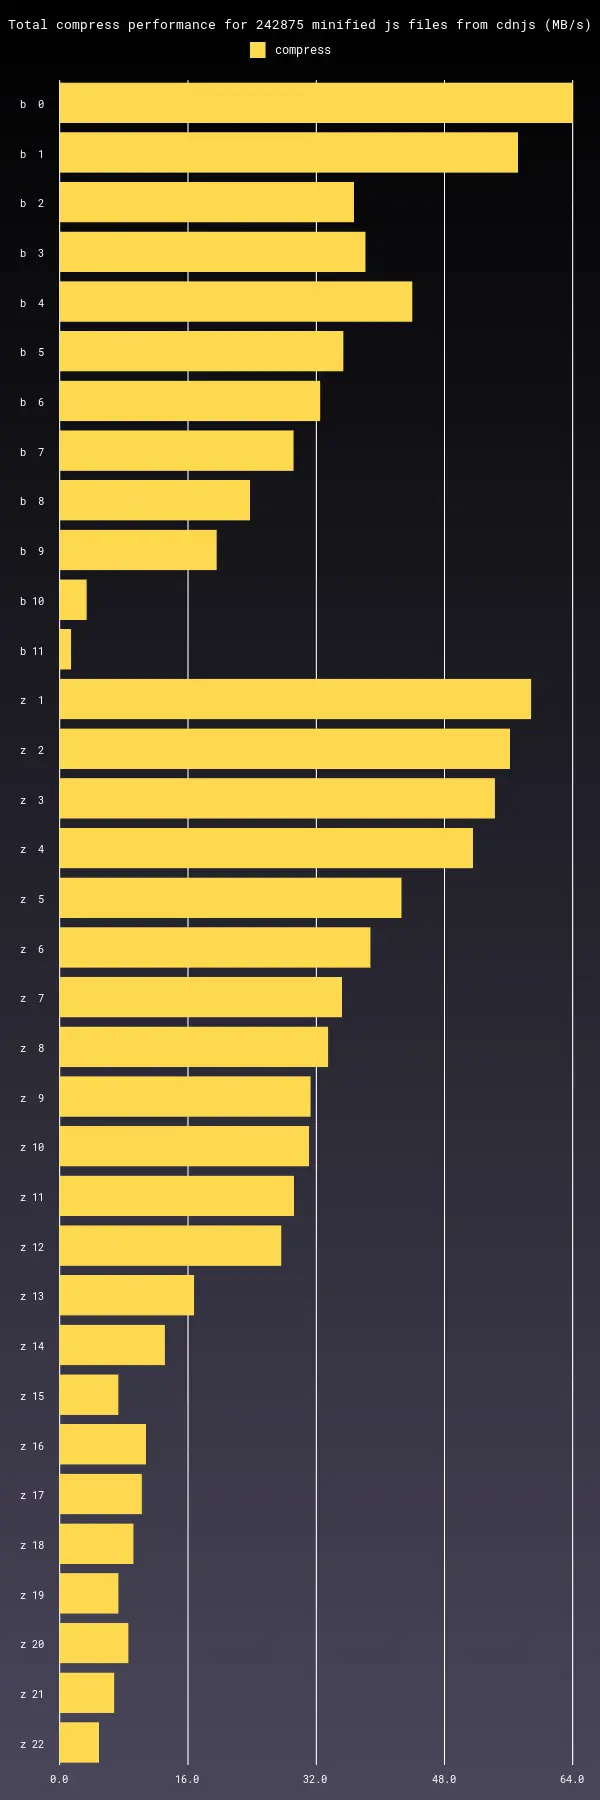 Total compress performance for 242875 minified js files from cdnjs (MB/s)
compress
b 0
b 1
b 2
b 3
b 4
b 5
b 6
b 7
b 8
b 9
b 10
b 11
z 1
z 2
z 3
z 4
z 5
z 6
z 7
z 8
z 9
z 10
z 11
z 12
z 13
z 14
z 15
z 16
z 17
z 18
z 19
z 20
z 21
z 22
0.0 16.0 32.0 48.0 64.0